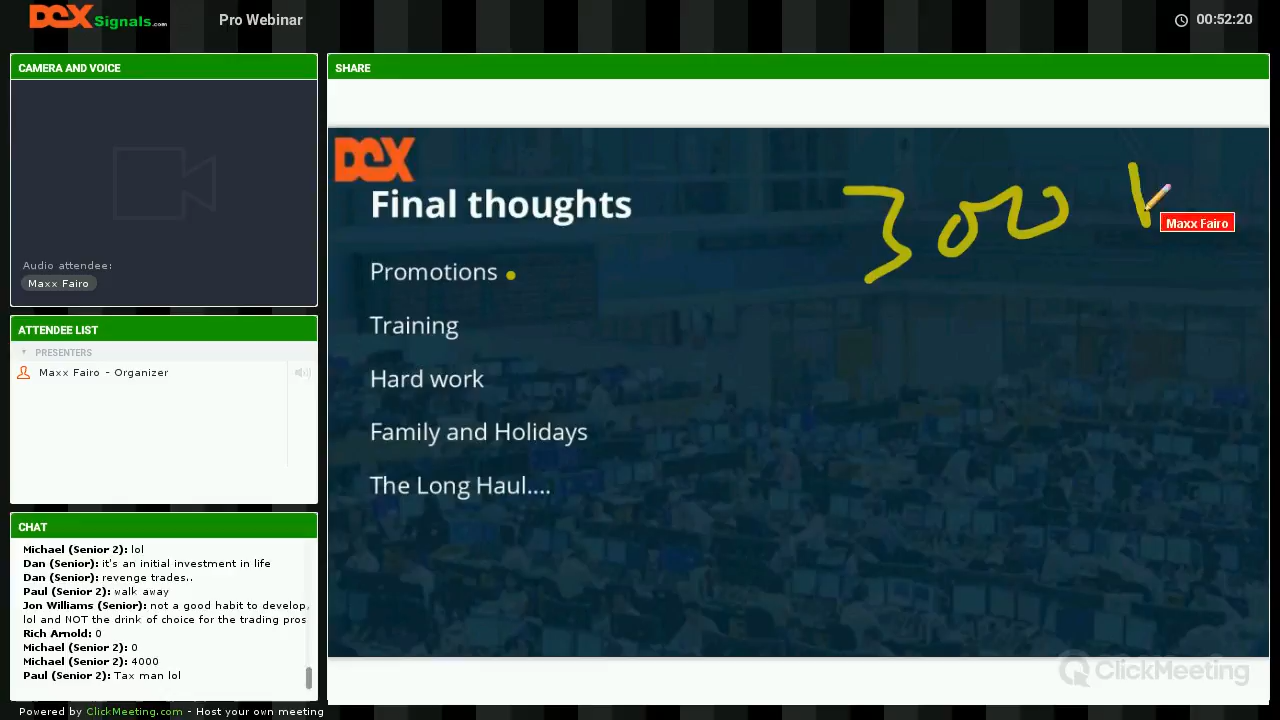 DCX Signals.com
Pro Webinar
00:52:20
CAMERA AND VOICE
Audio attendee:
Maxx Fairo
ATTENDEE LIST
PRESENTERS
Maxx Fairo - Organizer
CHAT
Michael (Senior 2): lol
Dan (Senior): it's an initial investment in life
Dan (Senior): revenge trades..
Paul (Senior 2): walk away
Jon Williams (Senior): not a good habit to develop,
lol and NOT the drink of choice for the trading pros
Rich Arnold: 0
Michael (Senior 2): 0
Michael (Senior 2): 4000
Paul (Senior 2): Tax man lol
Powered by ClickMeeting.com - Host your own meeting
SHARE
DCX
Final thoughts
Promotions
Training
Hard work
Family and Holidays
The Long Haul....
3000
Maxx Fairo
ClickMeeting